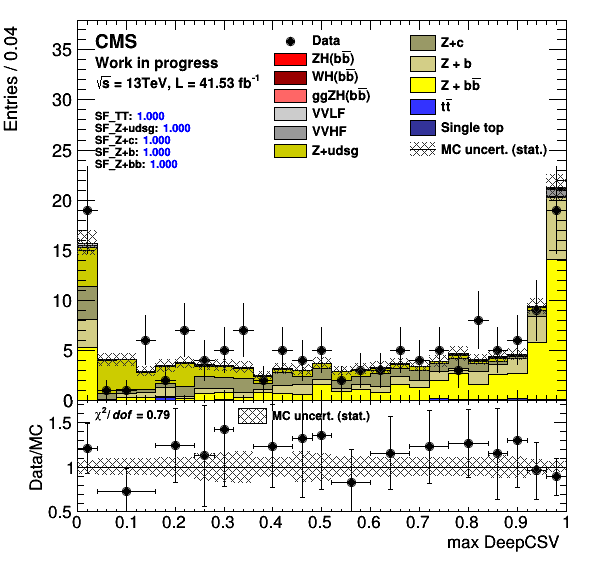 Entries / 0.04
35
30
25
20
15
10
5
0
CMS
Work in progress
√s = 13TeV, L = 41.53 fb⁻¹
SF_TT: 1.000
SF_Z+udsg: 1.000
SF_Z+c: 1.000
SF_Z+b: 1.000
SF_Z+bb: 1.000
Data
ZH(bb̅)
WH(bb̅)
ggZH(bb̅)
VVLF
VVHF
Z+udsg
Z+c
Z + b
Z + bb̅
tt̅
Single top
MC uncert. (stat.)
Data/MC
1.5
1
0.5
χ²/dof = 0.79
MC uncert. (stat.)
0 0.1 0.2 0.3 0.4 0.5 0.6 0.7 0.8 0.9 1
max DeepCSV